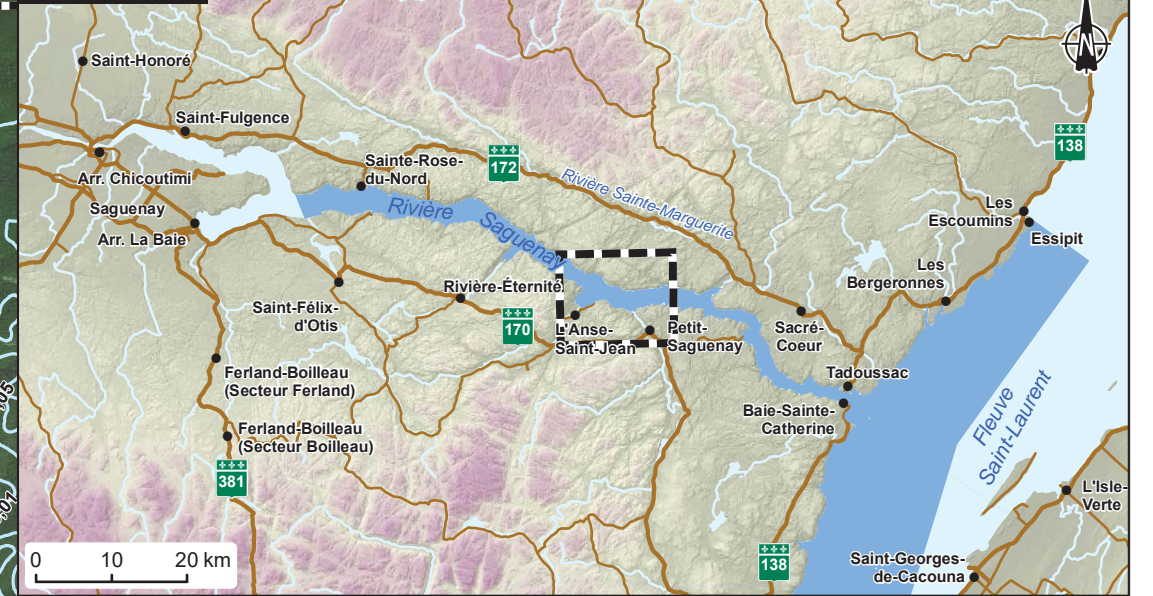 N
Saint-Honoré
Saint-Fulgence
138
172
Sainte-Rose-
du-Nord
Arr. Chicoutimi
Rivière Sainte-Marguerite
Saguenay
Rivière Saguenay
Les
Escoumins
Arr. La Baie
Essipit
Les
Bergeronnes
Rivière-Éternité
Saint-Félix-
d'Otis
170
L'Anse-
Saint-Jean
Petit-
Saguenay
Sacré-
Coeur
Ferland-Boilleau
(Secteur Ferland)
Tadoussac
Baie-Sainte-
Catherine
Fleuve
Saint-Laurent
Ferland-Boilleau
(Secteur Boilleau)
381
L'Isle-
Verte
138
Saint-Georges-
de-Cacouna
0 10 20 km